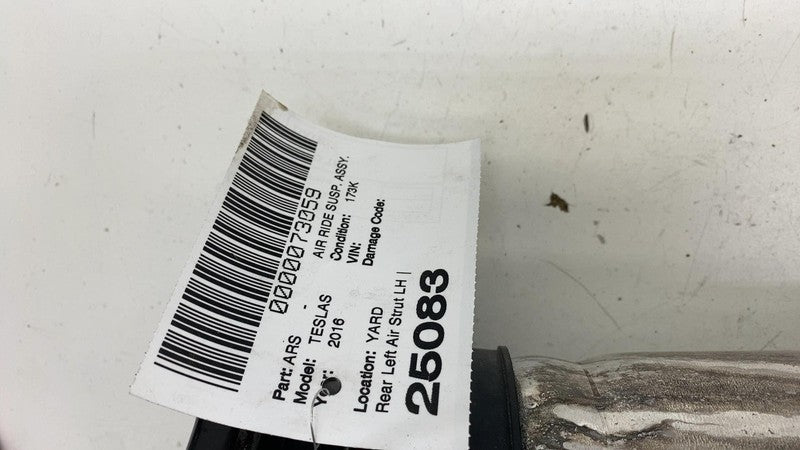 0000073059
Part: ARS - AIR RIDE SUSP. ASSY.
Model: TESLAS Condition: 173K
Year: 2016 VIN:
Damage Code:
Location: YARD
Rear Left Air Strut LH |
25083